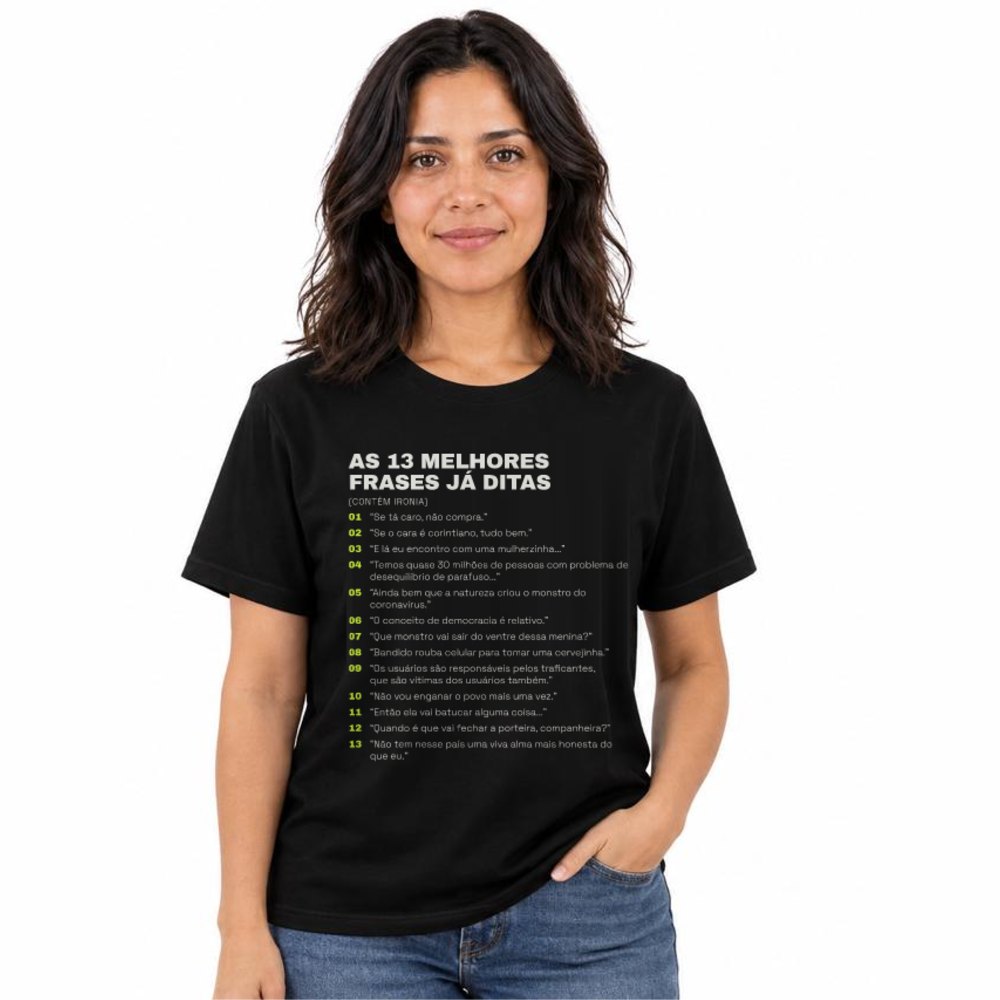 AS 13 MELHORES
FRASES JÁ DITAS
(CONTÉM IRONIA)
01 "Se tá caro, não compra."
02 "Se o cara é corintiano, tudo bem."
03 "E lá eu encontro com uma mulherzinha..."
04 "Temos quase 30 milhões de pessoas com problema de
desequilíbrio de parafuso..."
05 "Ainda bem que a natureza criou o monstro do
coronavírus."
06 "O conceito de democracia é relativo."
07 "Que monstro vai sair do ventre dessa menina?"
08 "Bandido rouba celular para tomar uma cervejinha."
09 "Os usuários são responsáveis pelos traficantes,
que são vítimas dos usuários também."
10 "Não vou enganar o povo mais uma vez."
11 "Então ela vai batucar alguma coisa..."
12 "Quando é que vai fechar a porteira, companheira?"
13 "Não tem nesse país uma viva alma mais honesta do
que eu."